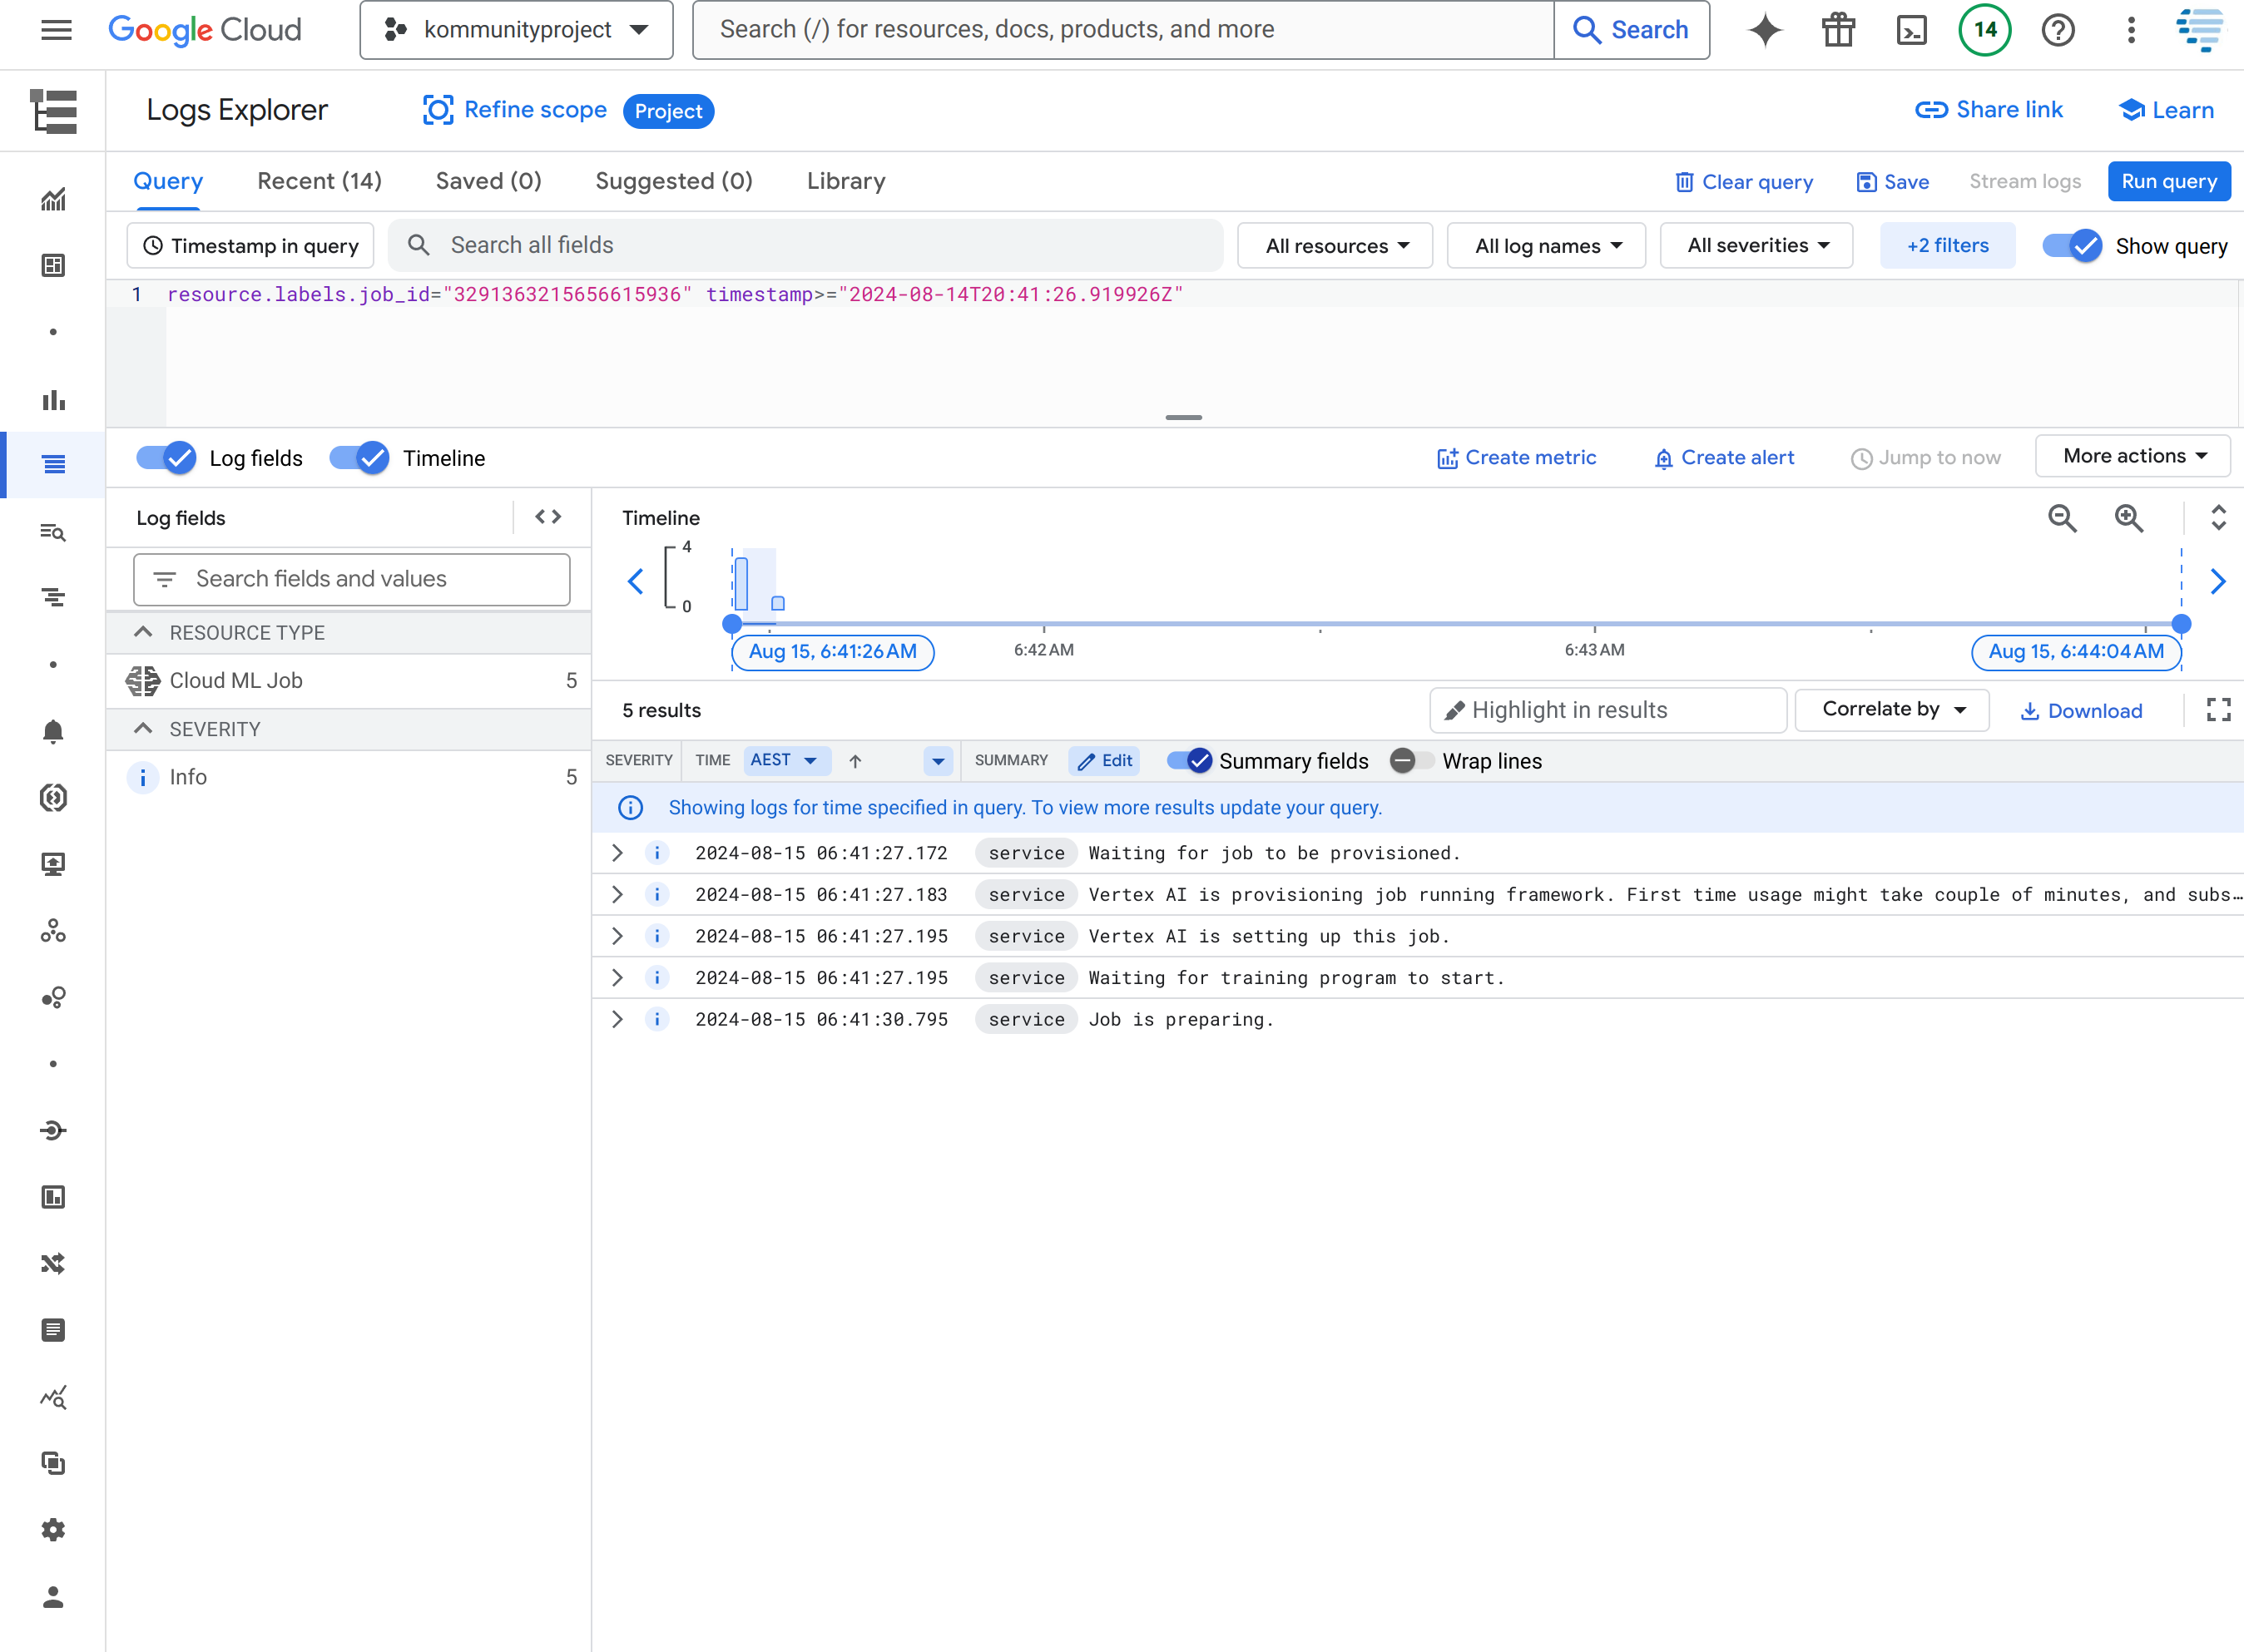 Google Cloud
kommunityproject
Search (/) for resources, docs, products, and more
Search
14
Logs Explorer
Refine scope
Project
Share link
Learn
Query
Recent (14)
Saved (0)
Suggested (0)
Library
Clear query
Save
Stream logs
Run query
Timestamp in query
Search all fields
All resources
All log names
All severities
+2 filters
Show query
1 resource.labels.job_id="3291363215656615936" timestamp>="2024-08-14T20:41:26.919926Z"
Log fields
Timeline
Create metric
Create alert
Jump to now
More actions
Log fields
Search fields and values
RESOURCE TYPE
Cloud ML Job 5
SEVERITY
Info 5
Timeline
4
0
Aug 15, 6:41:26 AM
6:42 AM
6:43 AM
Aug 15, 6:44:04 AM
5 results
Highlight in results
Correlate by
Download
SEVERITY
TIME
AEST
SUMMARY
Edit
Summary fields
Wrap lines
Showing logs for time specified in query. To view more results update your query.
2024-08-15 06:41:27.172 service Waiting for job to be provisioned.
2024-08-15 06:41:27.183 service Vertex AI is provisioning job running framework. First time usage might take couple of minutes, and subs…
2024-08-15 06:41:27.195 service Vertex AI is setting up this job.
2024-08-15 06:41:27.195 service Waiting for training program to start.
2024-08-15 06:41:30.795 service Job is preparing.